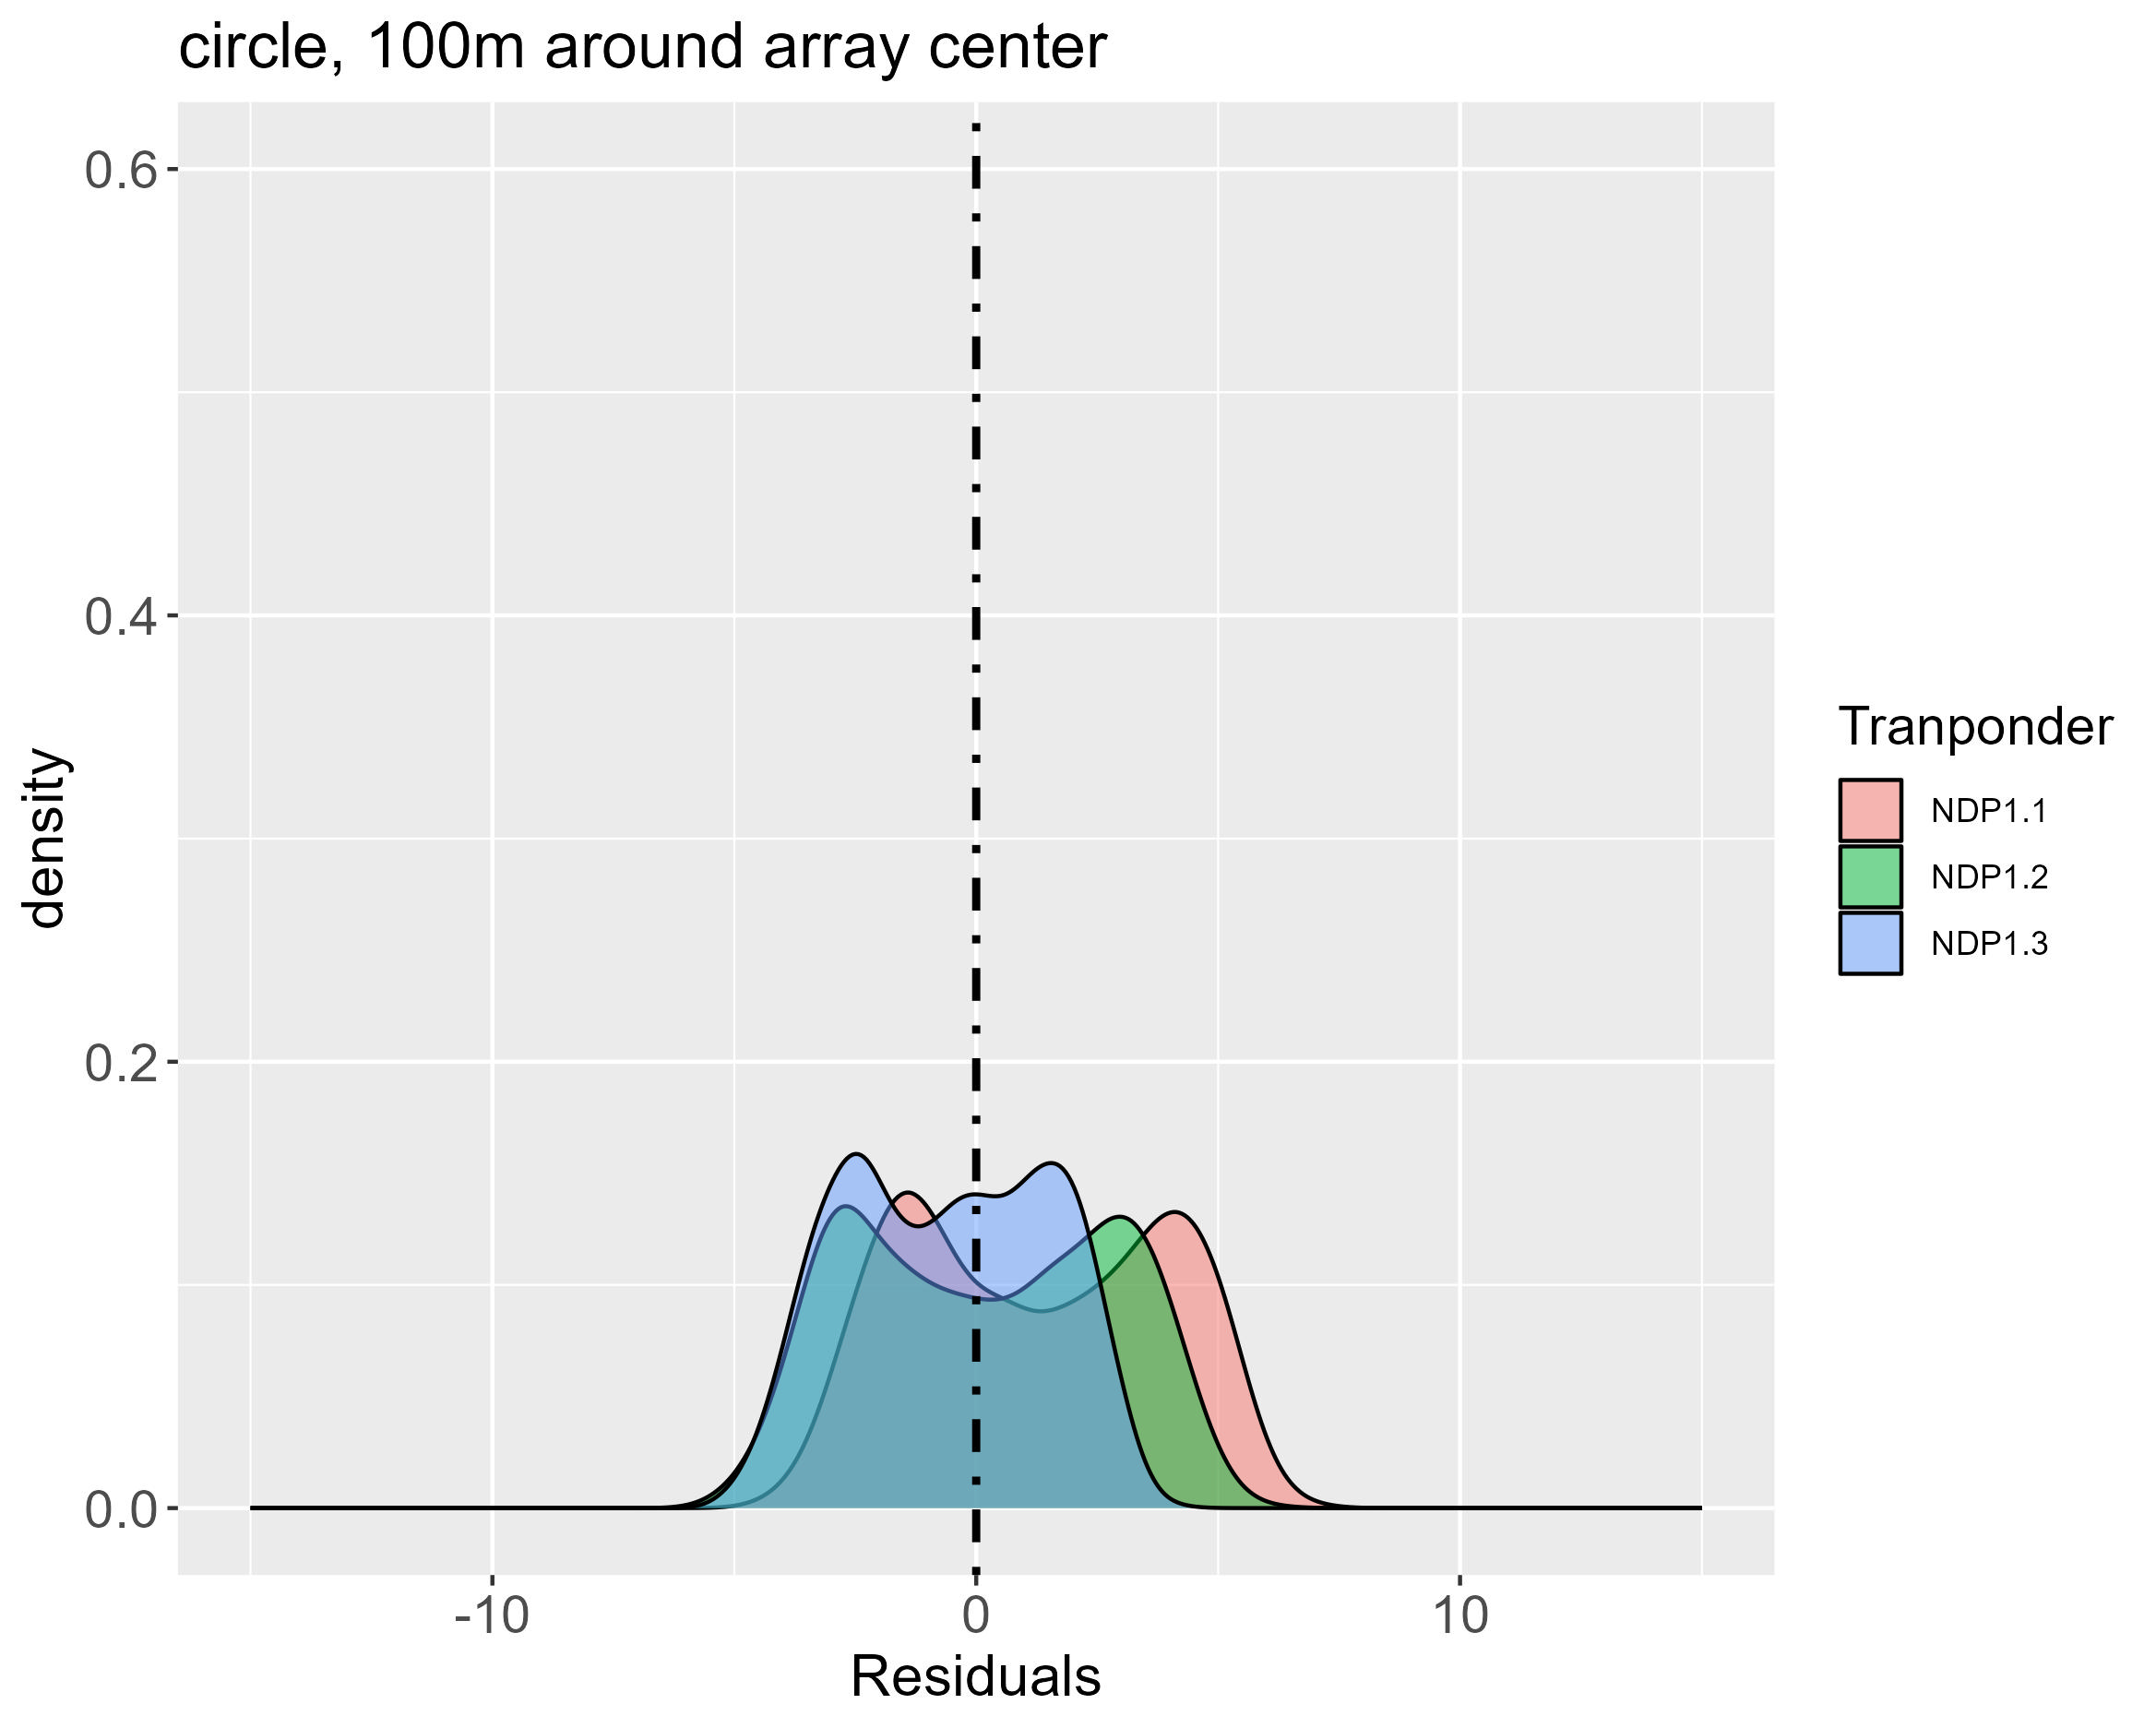 circle, 100m around array center
0.6
0.4
0.2
0.0
density
-10 0 10
Residuals
Tranponder
NDP1.1
NDP1.2
NDP1.3